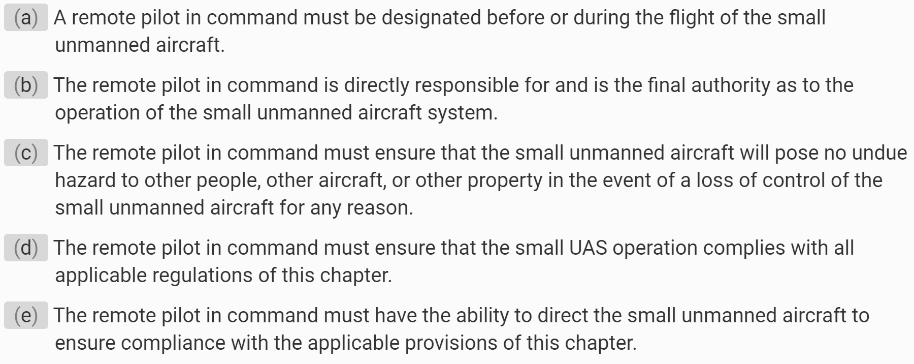 (a) A remote pilot in command must be designated before or during the flight of the small
unmanned aircraft.
(b) The remote pilot in command is directly responsible for and is the final authority as to the
operation of the small unmanned aircraft system.
(c) The remote pilot in command must ensure that the small unmanned aircraft will pose no undue
hazard to other people, other aircraft, or other property in the event of a loss of control of the
small unmanned aircraft for any reason.
(d) The remote pilot in command must ensure that the small UAS operation complies with all
applicable regulations of this chapter.
(e) The remote pilot in command must have the ability to direct the small unmanned aircraft to
ensure compliance with the applicable provisions of this chapter.